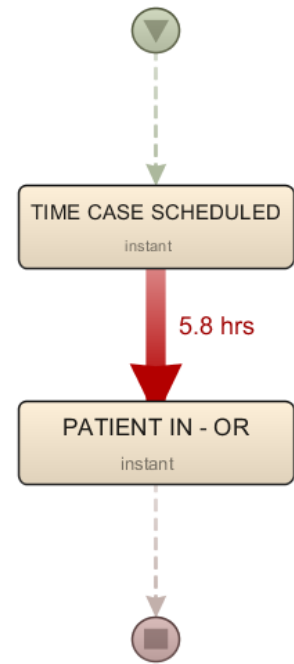 TIME CASE SCHEDULED
instant
5.8 hrs
PATIENT IN - OR
instant